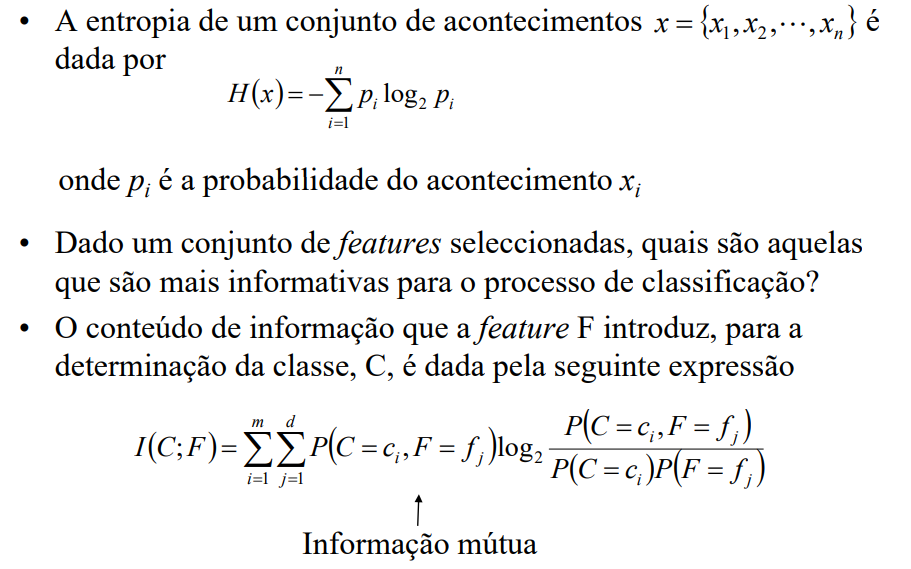 • A entropia de um conjunto de acontecimentos x = {x₁, x₂, ⋯, xₙ} é
dada por
H(x) = −∑ᵢ₌₁ⁿ pᵢ log₂ pᵢ
onde pᵢ é a probabilidade do acontecimento xᵢ
• Dado um conjunto de features seleccionadas, quais são aquelas
que são mais informativas para o processo de classificação?
• O conteúdo de informação que a feature F introduz, para a
determinação da classe, C, é dada pela seguinte expressão
I(C;F) = ∑ᵢ₌₁ᵐ ∑ⱼ₌₁ᵈ P(C = cᵢ, F = fⱼ) log₂ P(C = cᵢ, F = fⱼ) / P(C = cᵢ)P(F = fⱼ)
Informação mútua